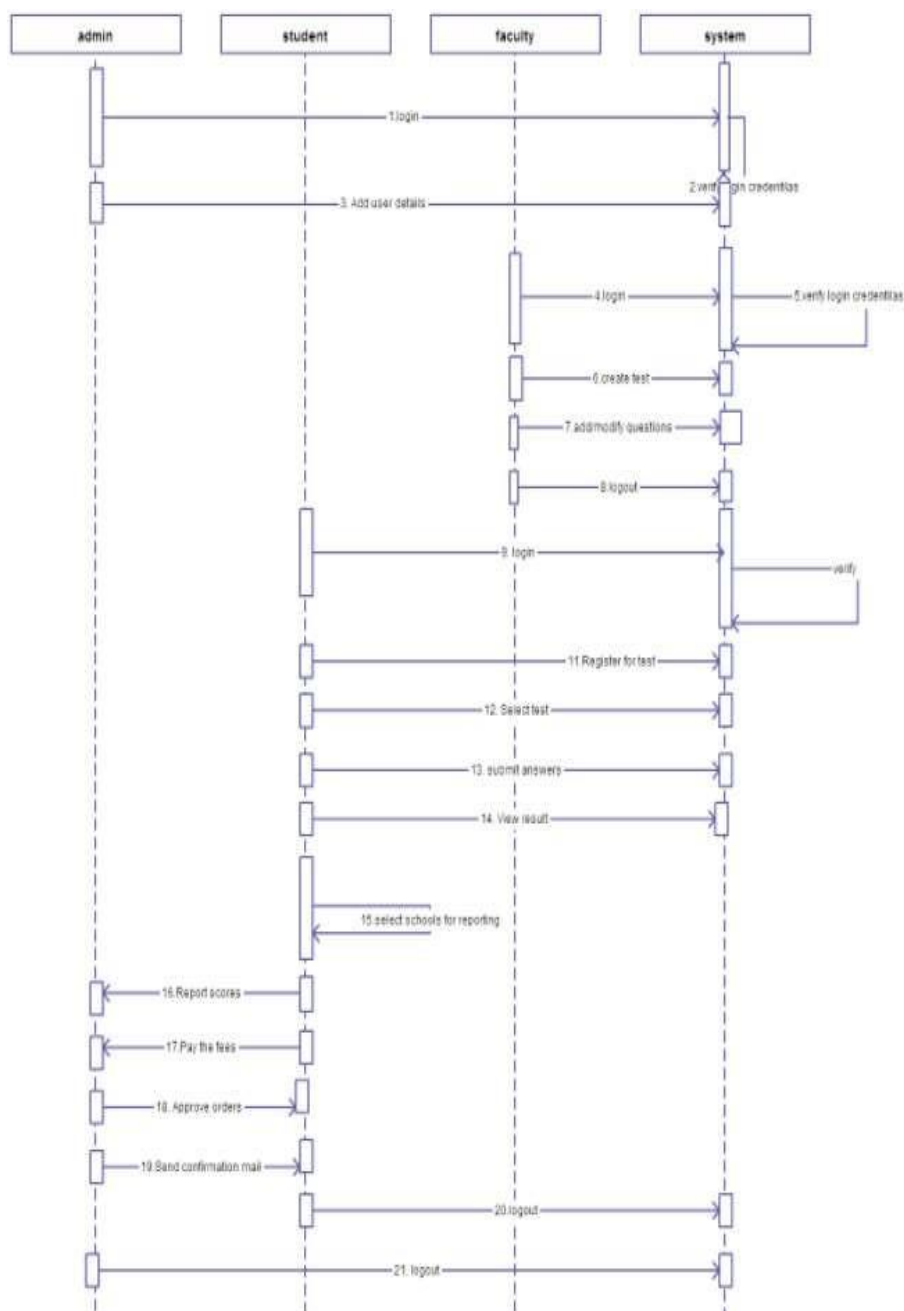 admin student faculty system
1.login
2.verify login credentilas
3. Add user details
4.login
5.verify login credentilas
6.create test
7.add/modify questions
8.logout
9. login
verify
11.Register for test
12. Select test
13. submit answers
14. View result
15.select schools for reporting
16.Report scores
17.Pay the fees
18. Approve orders
19.Send confirmation mail
20.logout
21. logout